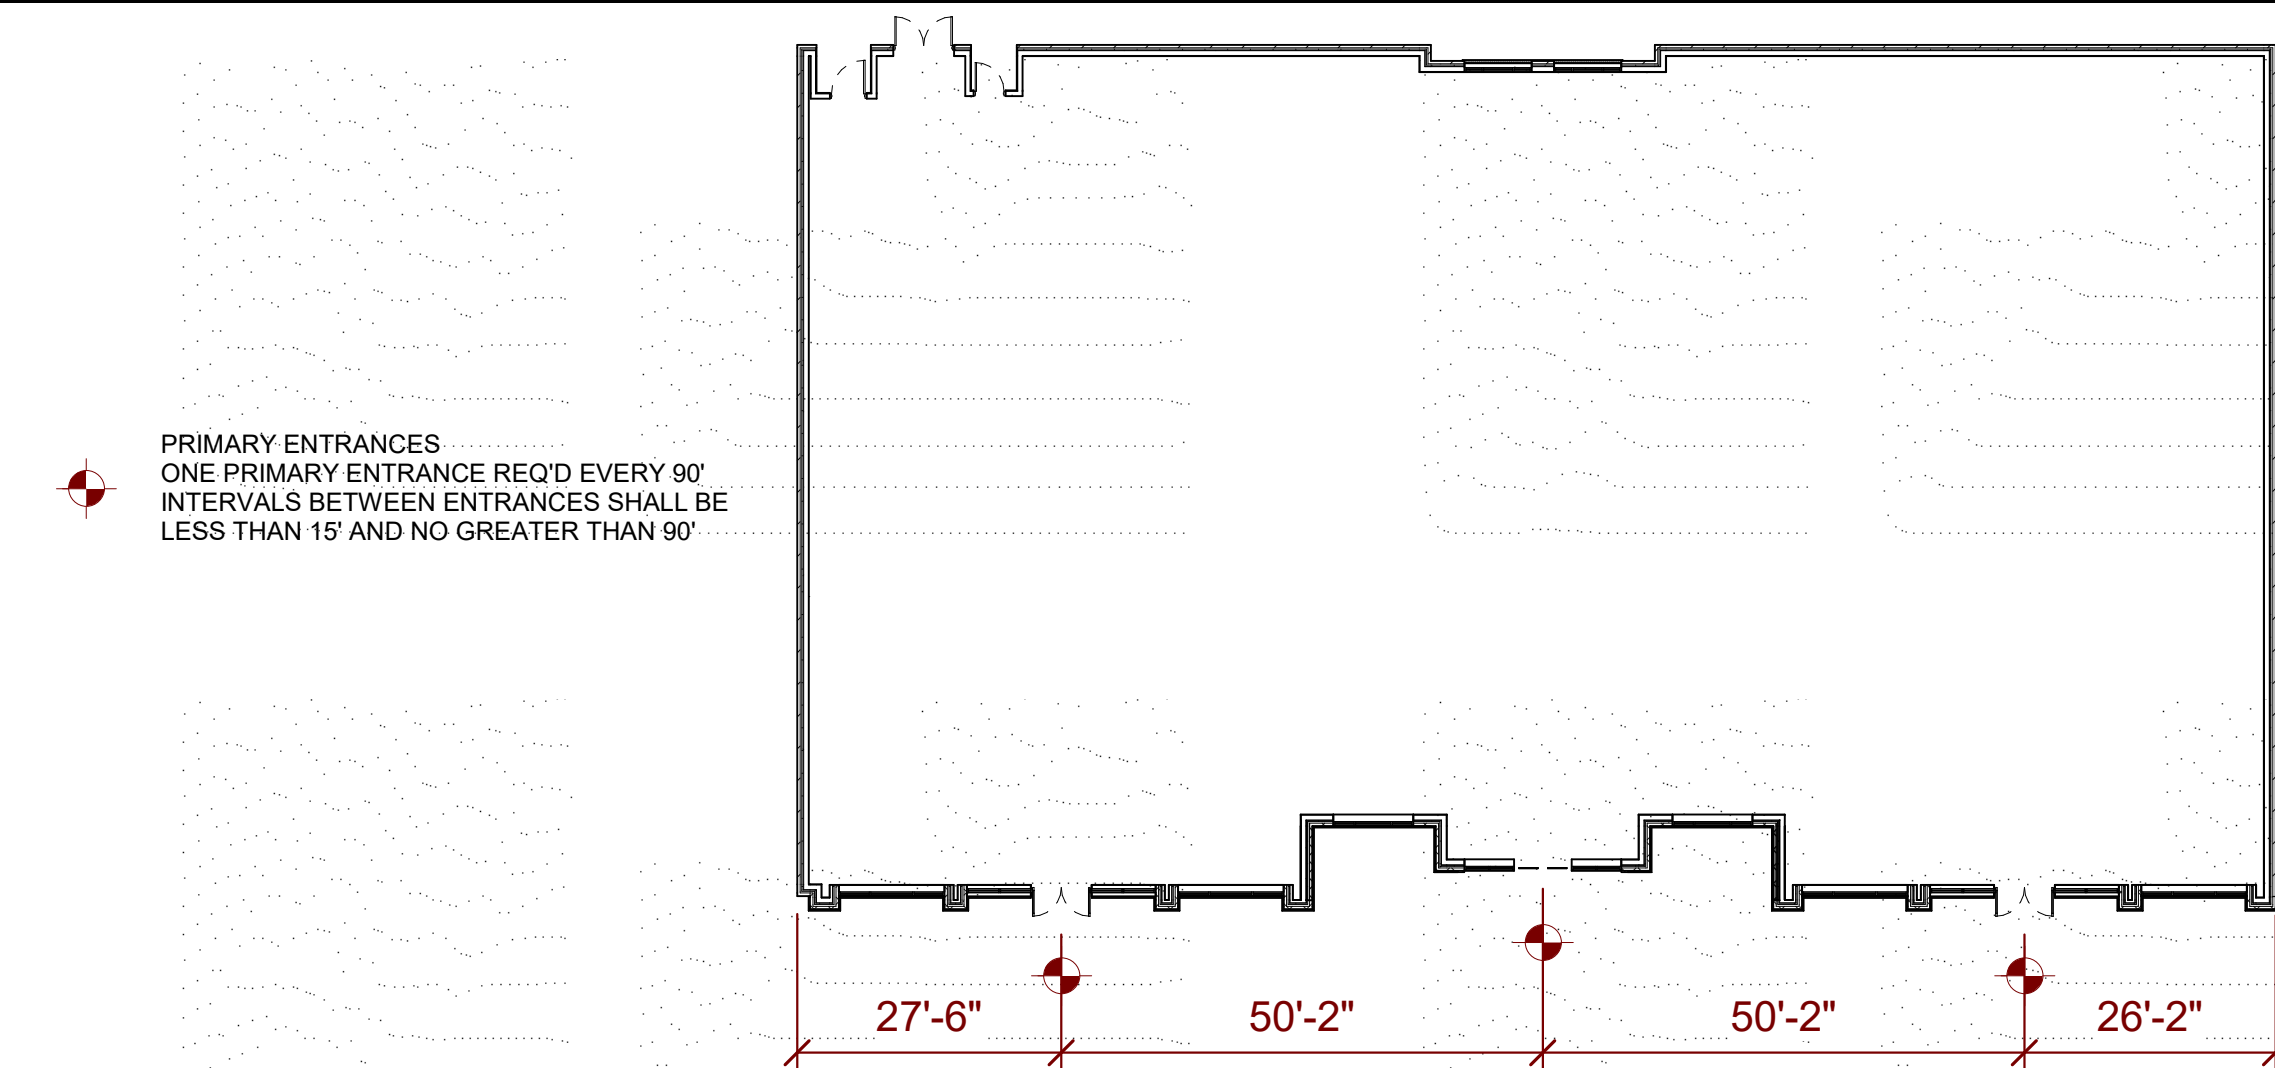 PRIMARY ENTRANCES
ONE PRIMARY ENTRANCE REQ'D EVERY 90'
INTERVALS BETWEEN ENTRANCES SHALL BE
LESS THAN 15' AND NO GREATER THAN 90'
27'-6" 50'-2" 50'-2" 26'-2"